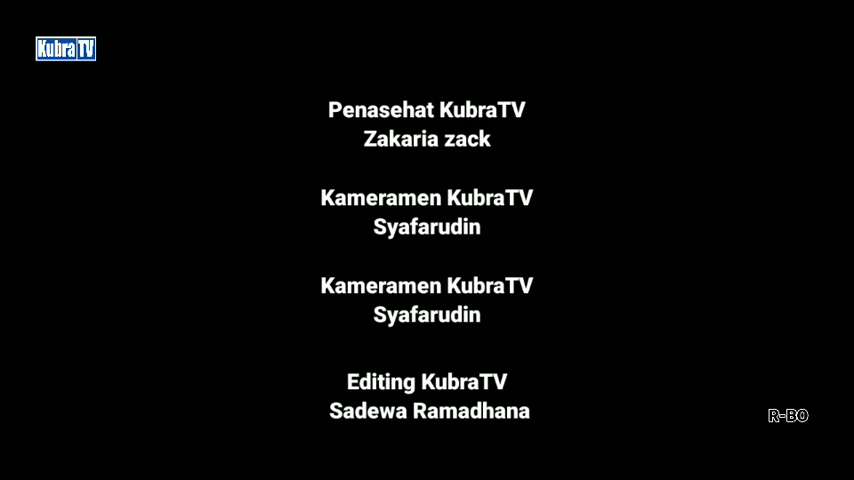 KubraTV
Penasehat KubraTV
Zakaria zack
Kameramen KubraTV
Syafarudin
Kameramen KubraTV
Syafarudin
Editing KubraTV
Sadewa Ramadhana
R-BO